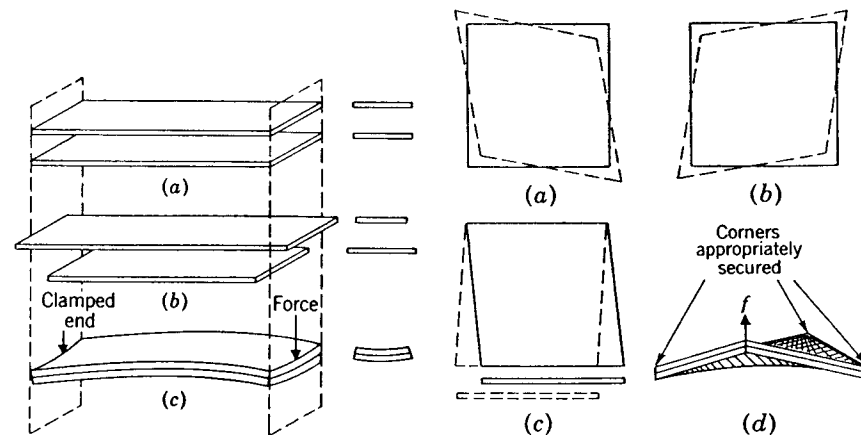 (a)
(b)
Clamped
end
Force
(c)
(a)
(b)
Corners
appropriately
secured
f
(c)
(d)